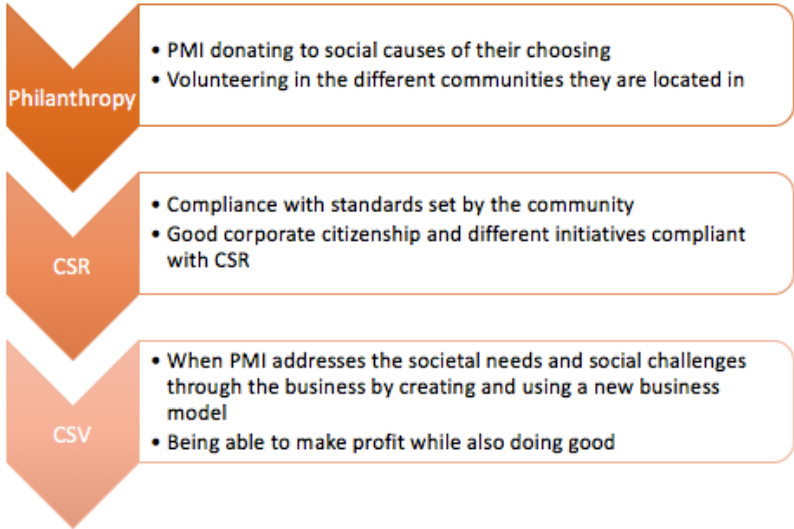 Philanthropy
• PMI donating to social causes of their choosing
• Volunteering in the different communities they are located in
CSR
• Compliance with standards set by the community
• Good corporate citizenship and different initiatives compliant
with CSR
CSV
• When PMI addresses the societal needs and social challenges
through the business by creating and using a new business
model
• Being able to make profit while also doing good